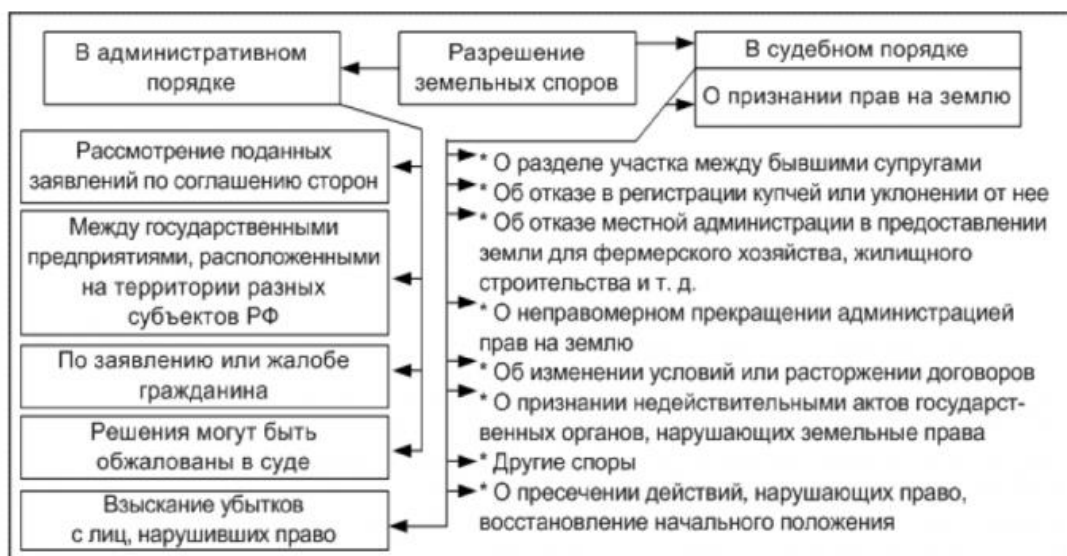 В административном
порядке
Разрешение
земельных споров
В судебном порядке
О признании прав на землю
Рассмотрение поданных
заявлений по соглашению сторон
Между государственными
предприятиями, расположенными
на территории разных
субъектов РФ
По заявлению или жалобе
гражданина
Решения могут быть
обжалованы в суде
Взыскание убытков
с лиц, нарушивших право
* О разделе участка между бывшими супругами
* Об отказе в регистрации купчей или уклонении от нее
* Об отказе местной администрации в предоставлении
земли для фермерского хозяйства, жилищного
строительства и т. д.
* О неправомерном прекращении администрацией
прав на землю
* Об изменении условий или расторжении договоров
* О признании недействительными актов государст-
венных органов, нарушающих земельные права
* Другие споры
* О пресечении действий, нарушающих право,
восстановление начального положения